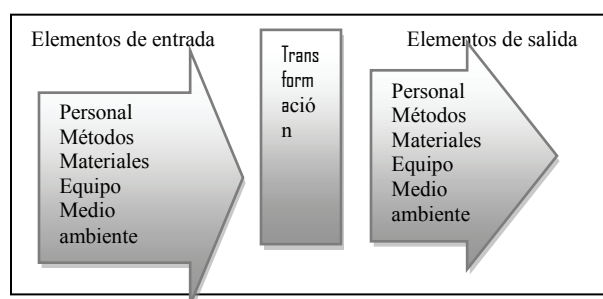 Elementos de entrada
Personal
Métodos
Materiales
Equipo
Medio
ambiente
Trans
form
ació
n
Elementos de salida
Personal
Métodos
Materiales
Equipo
Medio
ambiente